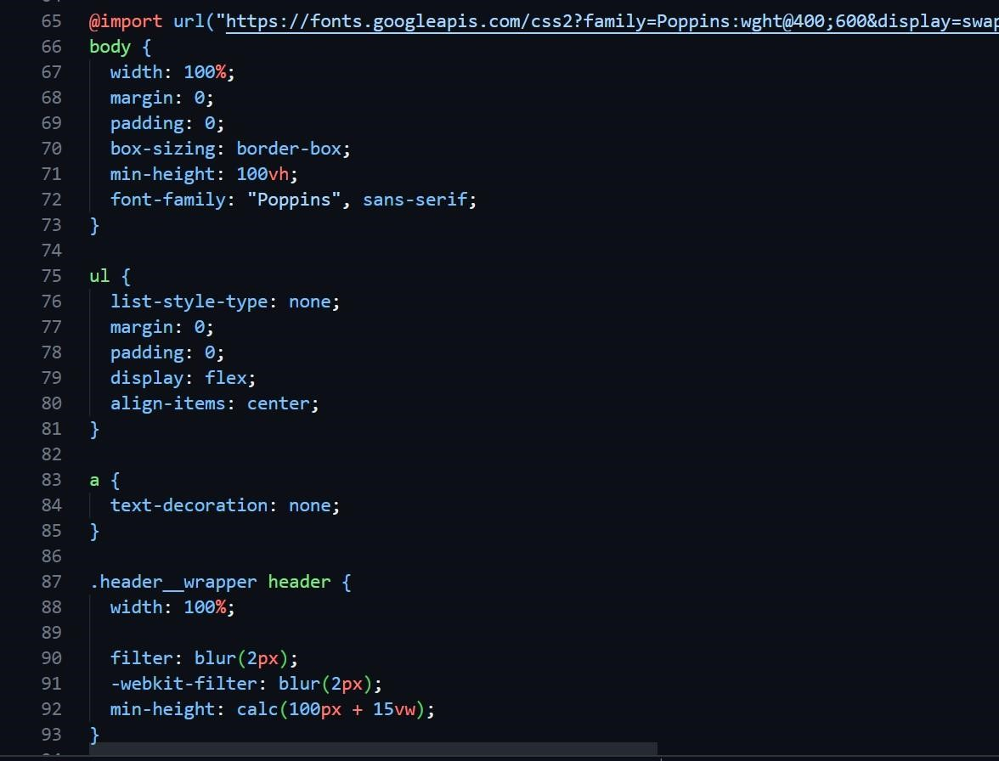 65 @import url("https://fonts.googleapis.com/css2?family=Poppins:wght@400;600&display=swap
66 body {
67 width: 100%;
68 margin: 0;
69 padding: 0;
70 box-sizing: border-box;
71 min-height: 100vh;
72 font-family: "Poppins", sans-serif;
73 }
74
75 ul {
76 list-style-type: none;
77 margin: 0;
78 padding: 0;
79 display: flex;
80 align-items: center;
81 }
82
83 a {
84 text-decoration: none;
85 }
86
87 .header__wrapper header {
88 width: 100%;
89
90 filter: blur(2px);
91 -webkit-filter: blur(2px);
92 min-height: calc(100px + 15vw);
93 }